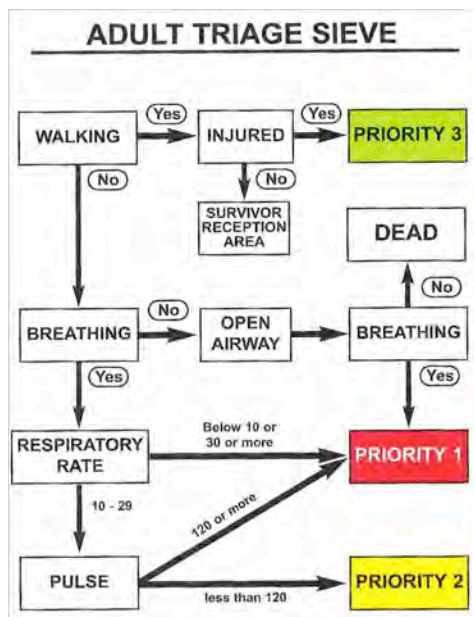 ADULT TRIAGE SIEVE
Yes
Yes
WALKING
INJURED
PRIORITY 3
No
No
SURVIVOR
RECEPTION
AREA
DEAD
No
No
BREATHING
OPEN
AIRWAY
BREATHING
Yes
Yes
Below 10 or
30 or more
RESPIRATORY
RATE
PRIORITY 1
10 - 29
120 or more
PULSE
PRIORITY 2
less than 120